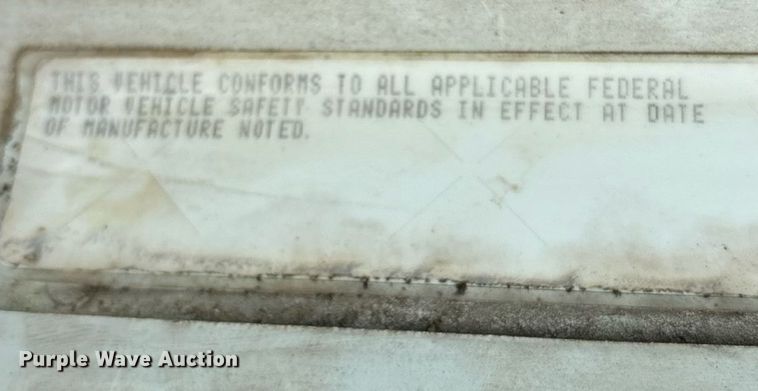 THIS VEHICLE CONFORMS TO ALL APPLICABLE FEDERAL
MOTOR VEHICLE SAFETY STANDARDS IN EFFECT AT DATE
OF MANUFACTURE NOTED.
Purple Wave Auction